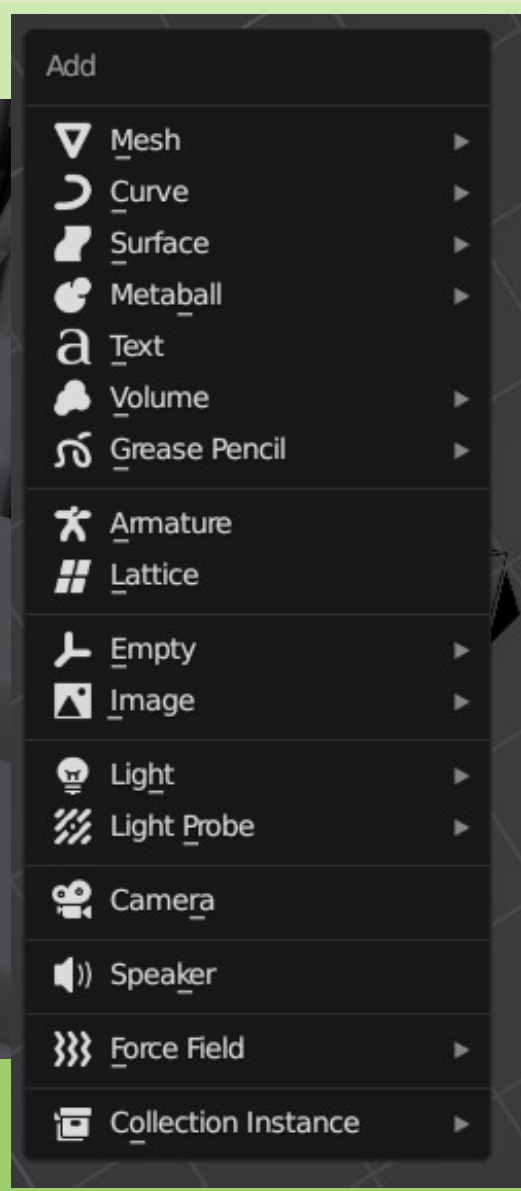 Add
Mesh
Curve
Surface
Metaball
Text
Volume
Grease Pencil
Armature
Lattice
Empty
Image
Light
Light Probe
Camera
Speaker
Force Field
Collection Instance